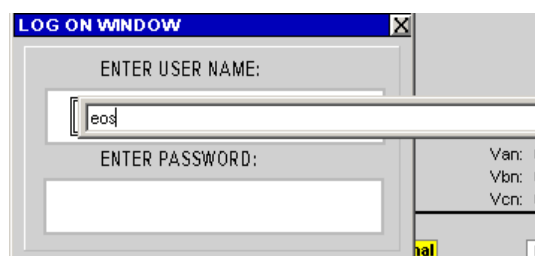 LOG ON WINDOW
ENTER USER NAME:
eos
ENTER PASSWORD:
Van:
Vbn:
Vcn:
nal